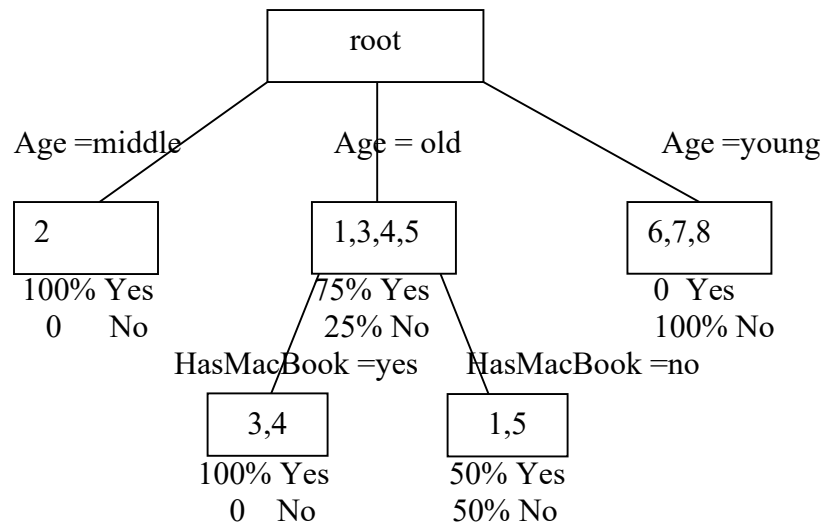 root
Age =middle
Age = old
Age =young
2
1,3,4,5
6,7,8
100% Yes
0 No
75% Yes
25% No
0 Yes
100% No
HasMacBook =yes
HasMacBook =no
3,4
1,5
100% Yes
0 No
50% Yes
50% No